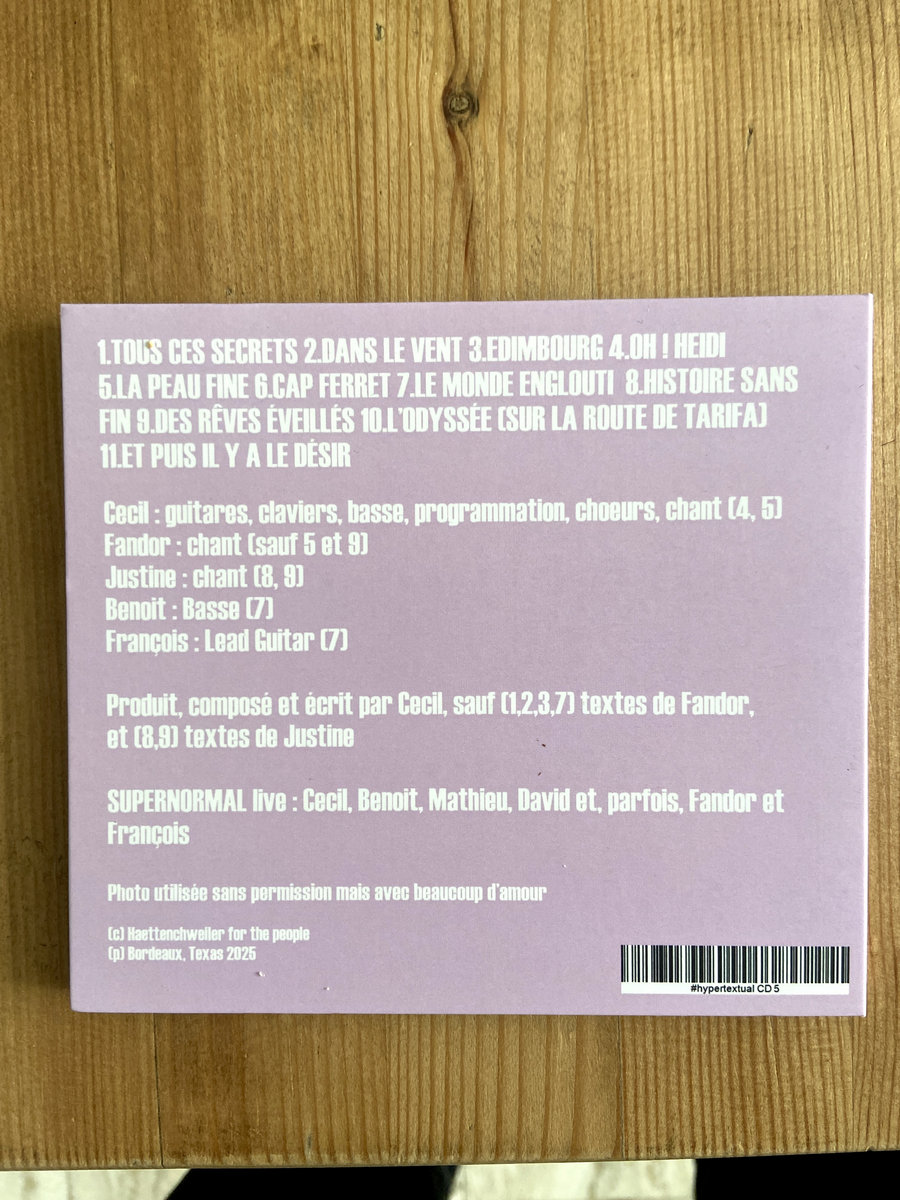 1.TOUS CES SECRETS 2.DANS LE VENT 3.EDIMBOURG 4.OH ! HEIDI
5.LA PEAU FINE 6.CAP FERRET 7.LE MONDE ENGLOUTI 8.HISTOIRE SANS
FIN 9.DES RÊVES ÉVEILLÉS 10.L'ODYSSÉE (SUR LA ROUTE DE TARIFA)
11.ET PUIS IL Y A LE DÉSIR
Cecil : guitares, claviers, basse, programmation, choeurs, chant (4, 5)
Fandor : chant (sauf 5 et 9)
Justine : chant (8, 9)
Benoit : Basse (7)
François : Lead Guitar (7)
Produit, composé et écrit par Cecil, sauf (1,2,3,7) textes de Fandor,
et (8,9) textes de Justine
SUPERNORMAL live : Cecil, Benoit, Mathieu, David et, parfois, Fandor et
François
Photo utilisée sans permission mais avec beaucoup d'amour
(c) Haettenchweiler for the people
(p) Bordeaux, Texas 2025
#hypertextual CD 5